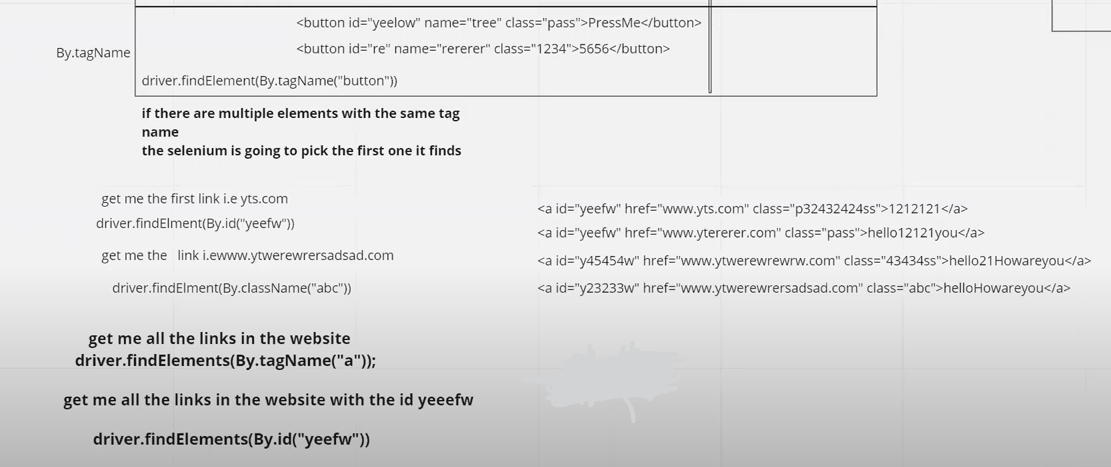 <button id="yeelow" name="tree" class="pass">PressMe</button>
By.tagName
<button id="re" name="rererer" class="1234">5656</button>
driver.findElement(By.tagName("button"))
if there are multiple elements with the same tag
name
the selenium is going to pick the first one it finds
get me the first link i.e yts.com
driver.findElment(By.id("yeefw"))
get me the link i.ewww.ytwerewrersadsad.com
driver.findElment(By.className("abc"))
<a id="yeefw" href="www.yts.com" class="p32432424ss">1212121</a>
<a id="yeefw" href="www.ytererer.com" class="pass">hello12121you</a>
<a id="y45454w" href="www.ytwerewrewrw.com" class="43434ss">hello21Howareyou</a>
<a id="y23233w" href="www.ytwerewrersadsad.com" class="abc">helloHowareyou</a>
get me all the links in the website
driver.findElements(By.tagName("a"));
get me all the links in the website with the id yeeefw
driver.findElements(By.id("yeefw"))